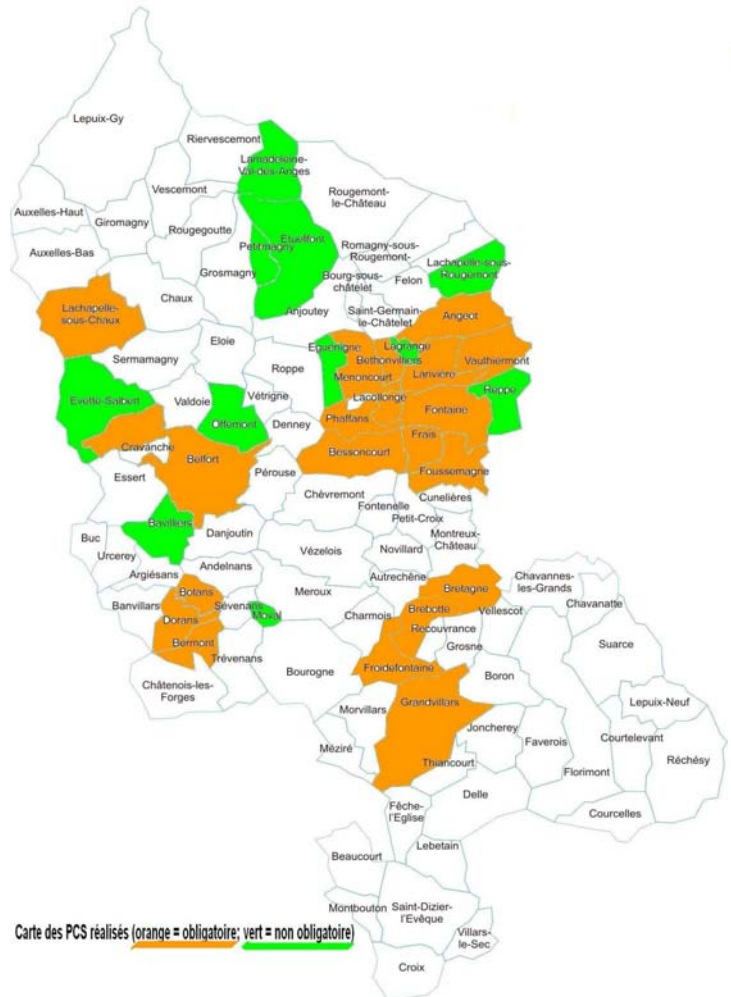 Lepuix-Gy
Riervescemont
Lamadeleine-
Val-des-Anges
Vescemont
Rougemont-
le-Château
Auxelles-Haut
Giromagny
Rougegoutte
Etueffont
Petitmagny
Romagny-sous-
Rougemont-
Auxelles-Bas
Grosmagny
Bourg-sous-
châtelet
Felon
Lachapelle-sous-
Rougemont
Chaux
Anjoutey
Saint-Germain-
le-Châtelet
Angeot
Lachapelle-
sous-Chaux
Eloie
Eguenigne
Lagrange
Bethonvilliers
Vauthiermont
Sermamagny
Roppe
Menoncourt
Larivière
Evette-Salbert
Valdoie
Vétrigne
Lacollonge
Reppe
Offemont
Denney
Phaffans
Fontaine
Cravanche
Frais
Belfort
Bessoncourt
Essert
Pérouse
Foussemagne
Chèvremont
Cunelières
Fontenelle
Petit-Croix
Bavilliers
Danjoutin
Montreux-
Château
Buc
Urcerey
Vézelois
Novillard
Argiésans
Andelnans
Autrechêne
Bretagne
Chavannes-
les-Grands
Banvillars
Botans
Sévenans
Meroux
Moval
Charmois
Brebotte
Vellescot
Chavanatte
Dorans
Recouvrance
Bermont
Grosne
Suarce
Trévenans
Bourogne
Froidefontaine
Boron
Châtenois-les-
Forges
Grandvillars
Lepuix-Neuf
Morvillars
Joncherey
Faverois
Courtelevant
Méziré
Réchésy
Thiancourt
Florimont
Delle
Fêche-
l'Eglise
Courcelles
Lebetain
Beaucourt
Montbouton
Saint-Dizier-
l'Evêque
Villars-
le-Sec
Croix
Carte des PCS réalisés (orange = obligatoire; vert = non obligatoire)